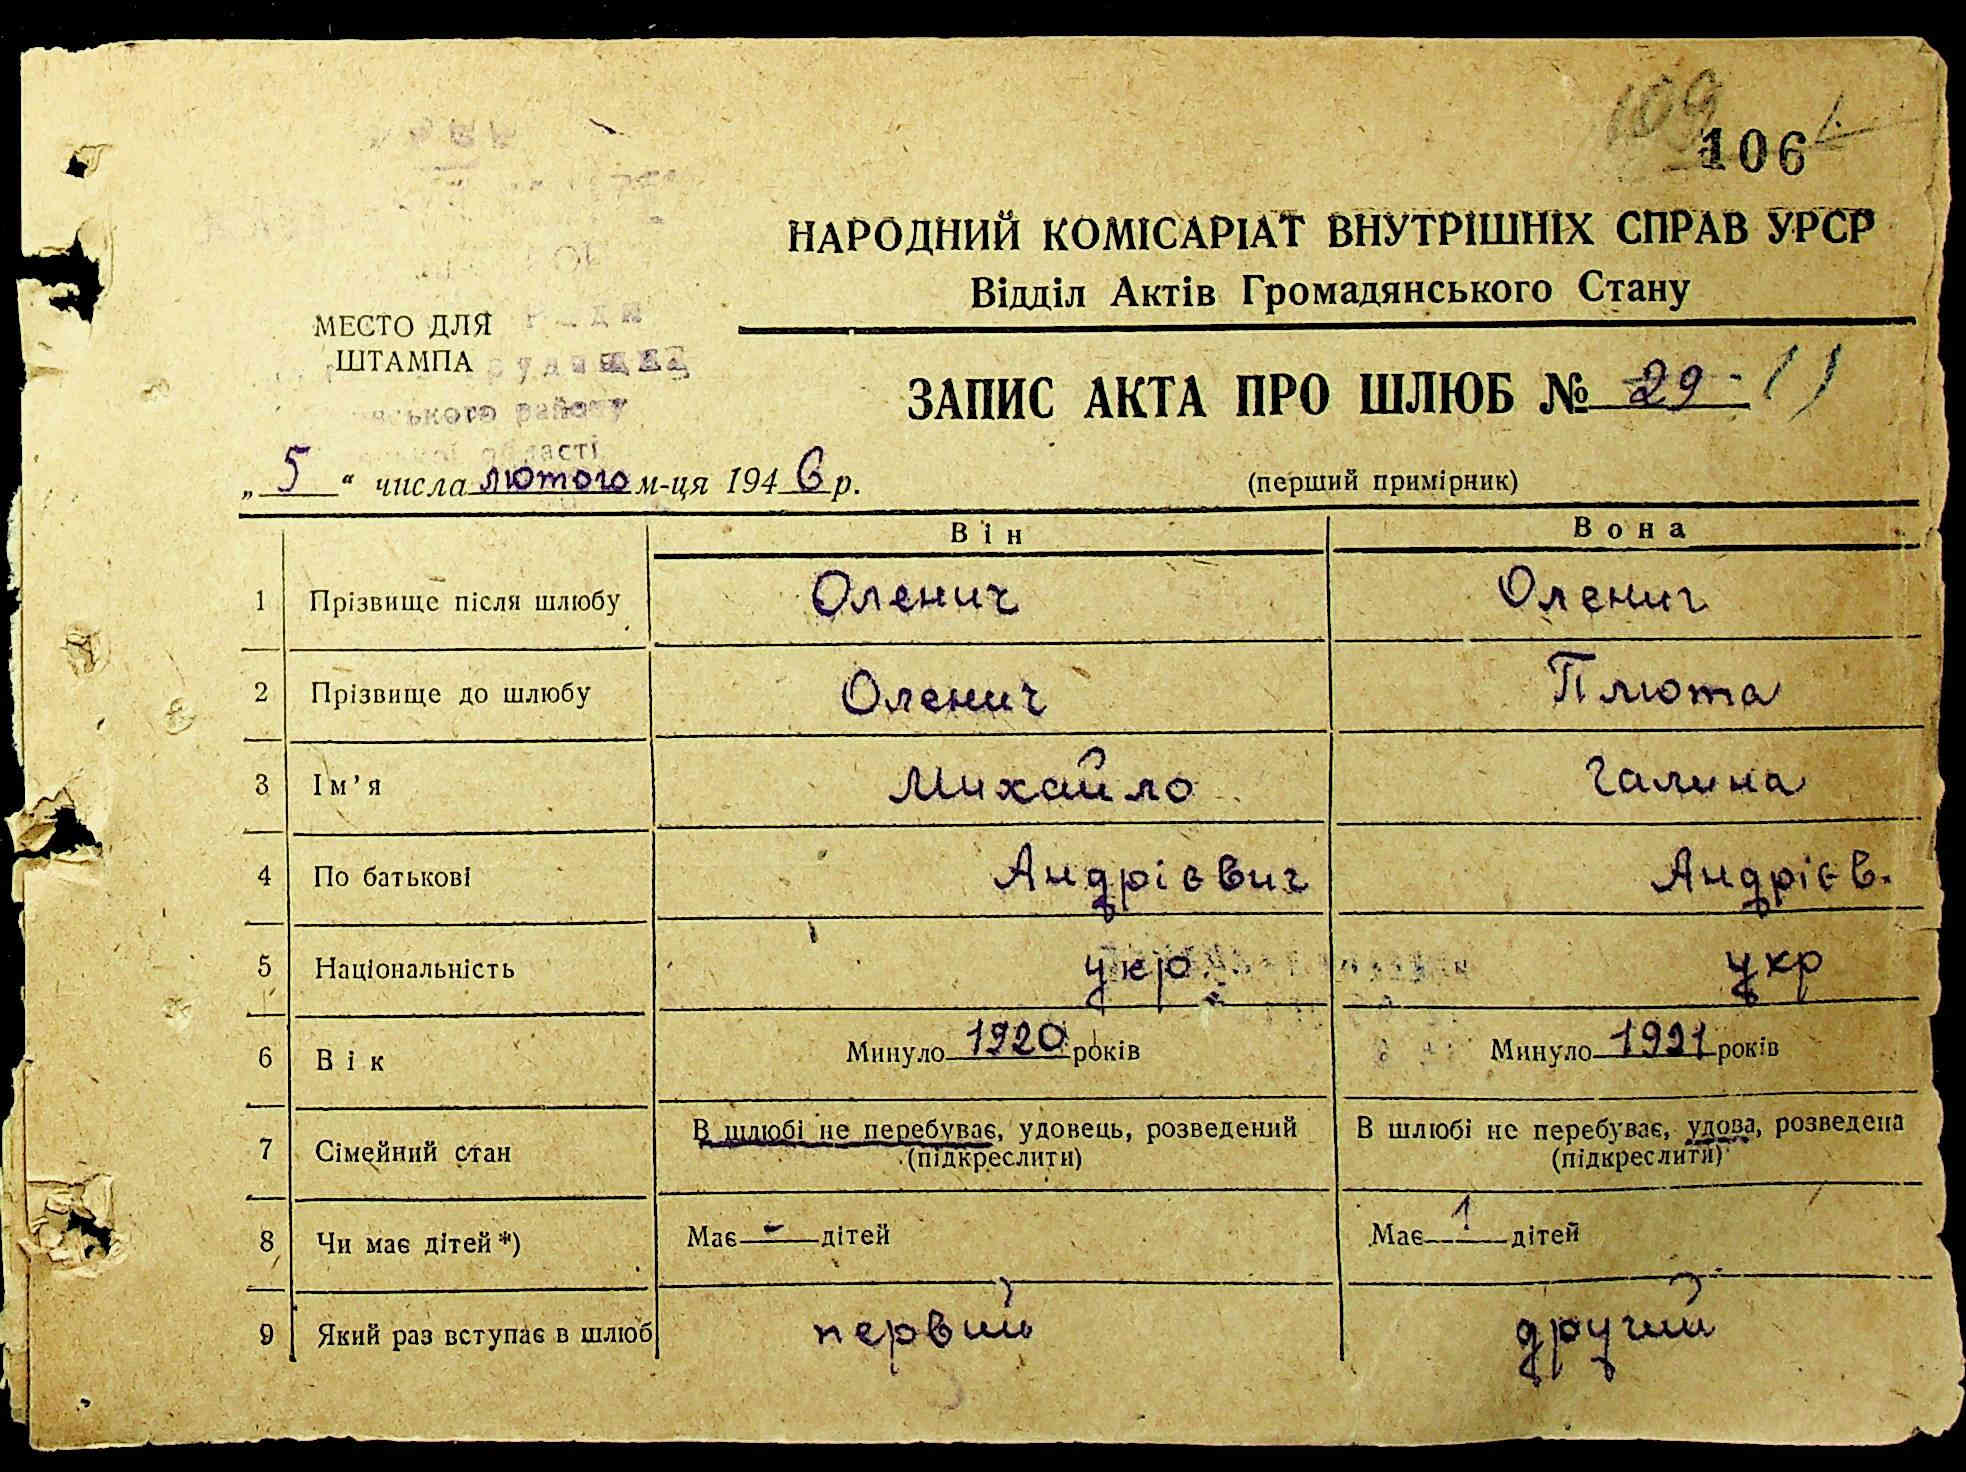 109
106
НАРОДНИЙ КОМІСАРІАТ ВНУТРІШНІХ СПРАВ УРСР
Відділ Актів Громадянського Стану
МЕСТО ДЛЯ
ШТАМПА
ського району
області
ЗАПИС АКТА ПРО ШЛЮБ № 29
„ 5 “ числа лютого м-ця 1946 р.
(перший примірник)
Він Вона
1 Прізвище після шлюбу Оленич Оленич
2 Прізвище до шлюбу Оленич Плюта
3 Ім’я Михайло Галина
4 По батькові Андрієвич Андрієв.
5 Національність укр укр
6 Вік Минуло 1920 років Минуло 1921 років
7 Сімейний стан В шлюбі не перебуває, удовець, розведений В шлюбі не перебуває, удова, розведена
(підкреслити) (підкреслити)
8 Чи має дітей*) Має - дітей Має 1 дітей
9 Який раз вступає в шлюб первий другий